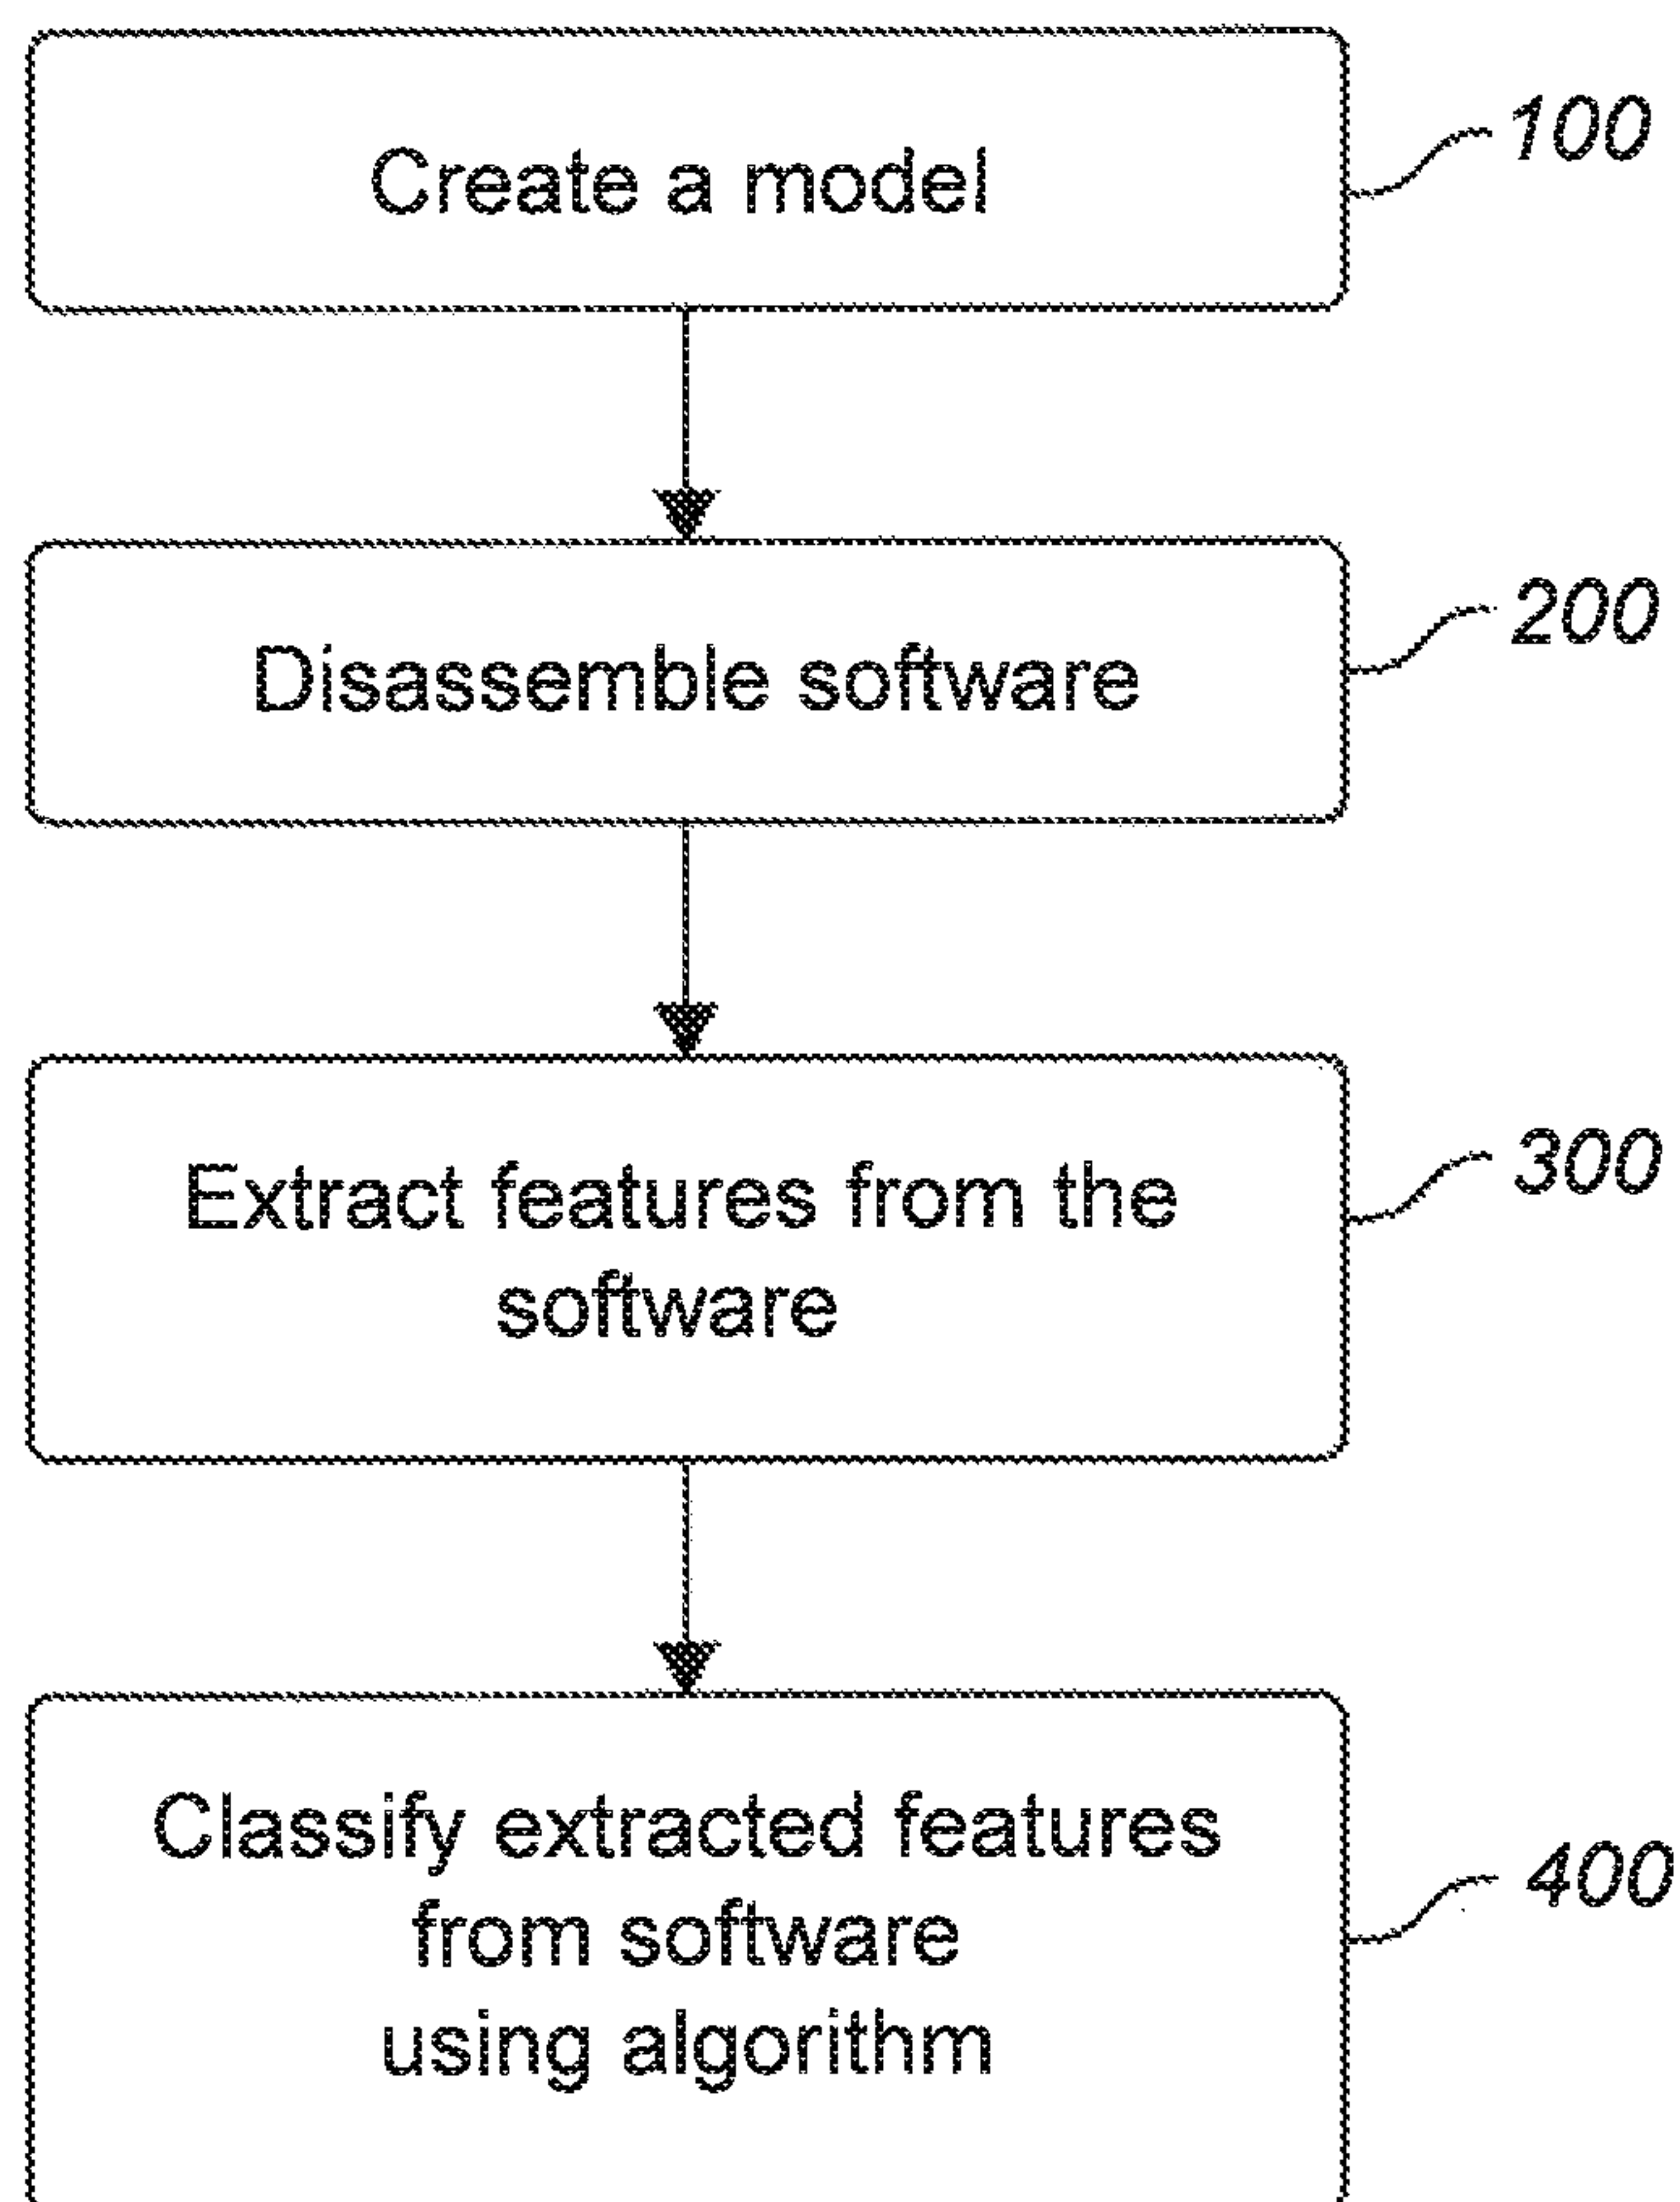 Create a model
100
Disassemble software
200
Extract features from the
software
300
Classify extracted features
from software
using algorithm
400